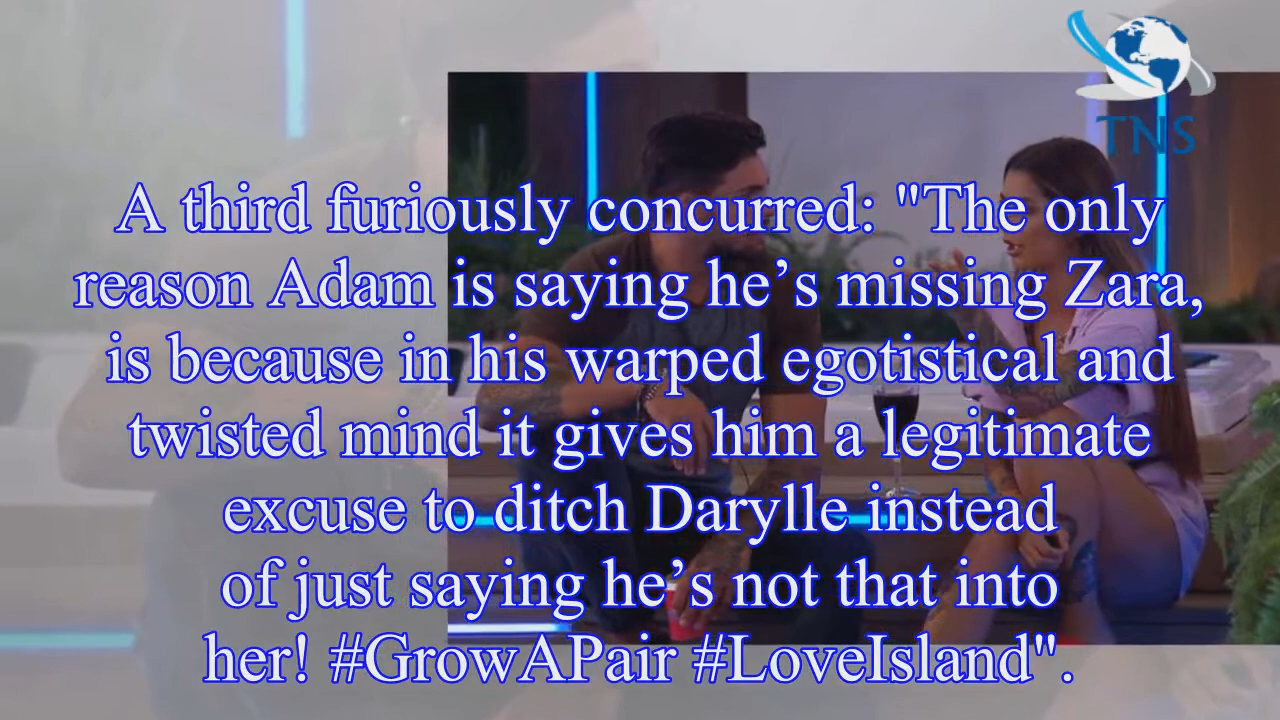 TNS
A third furiously concurred: "The only
reason Adam is saying he’s missing Zara,
is because in his warped egotistical and
twisted mind it gives him a legitimate
excuse to ditch Darylle instead
of just saying he’s not that into
her! #GrowAPair #LoveIsland".